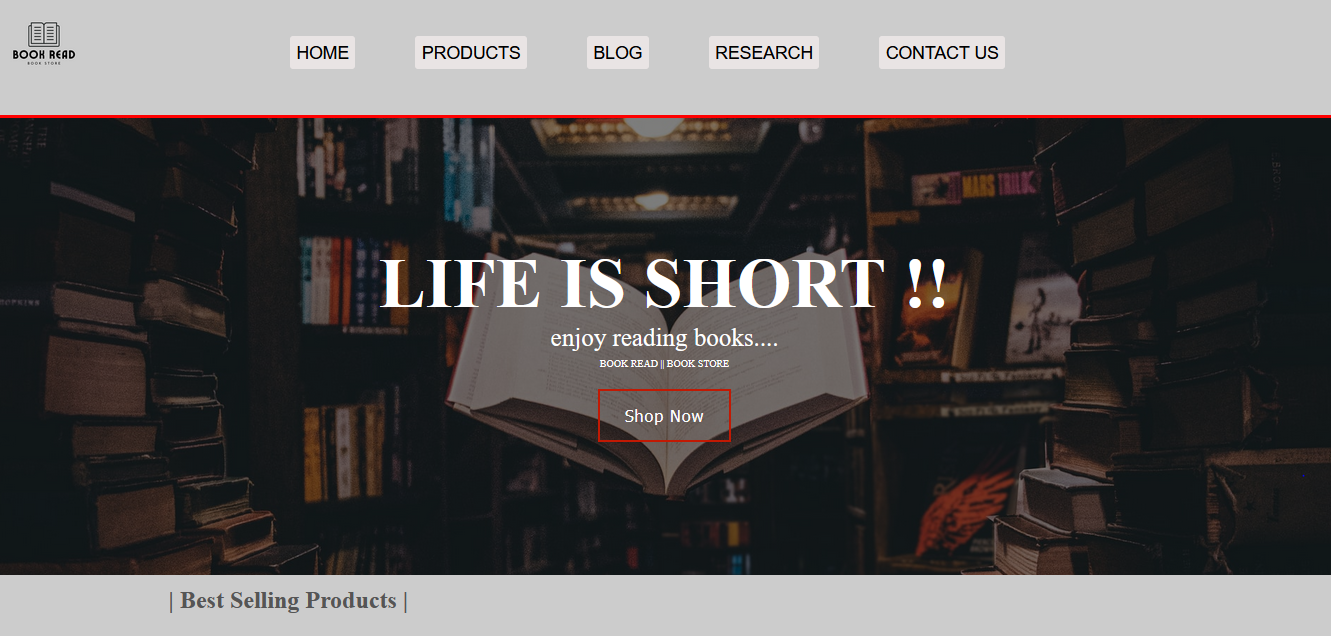 BOOK READ
BOOK STORE
HOME PRODUCTS BLOG RESEARCH CONTACT US
MARS TRILO
LIFE IS SHORT !!
enjoy reading books....
BOOK READ || BOOK STORE
Shop Now
| Best Selling Products |